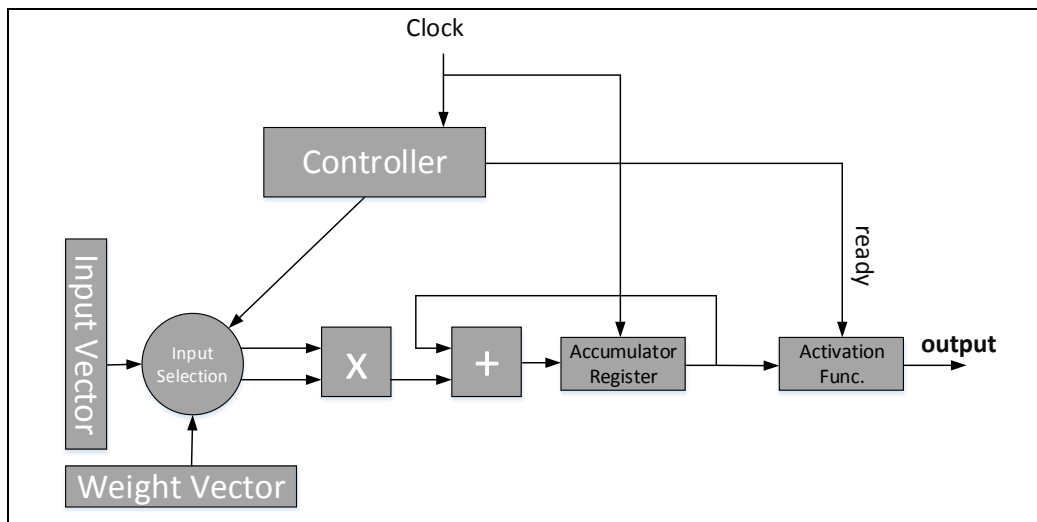 Clock
Controller
ready
Input Vector
Input
Selection
X
+
Accumulator
Register
Activation
Func.
output
Weight Vector